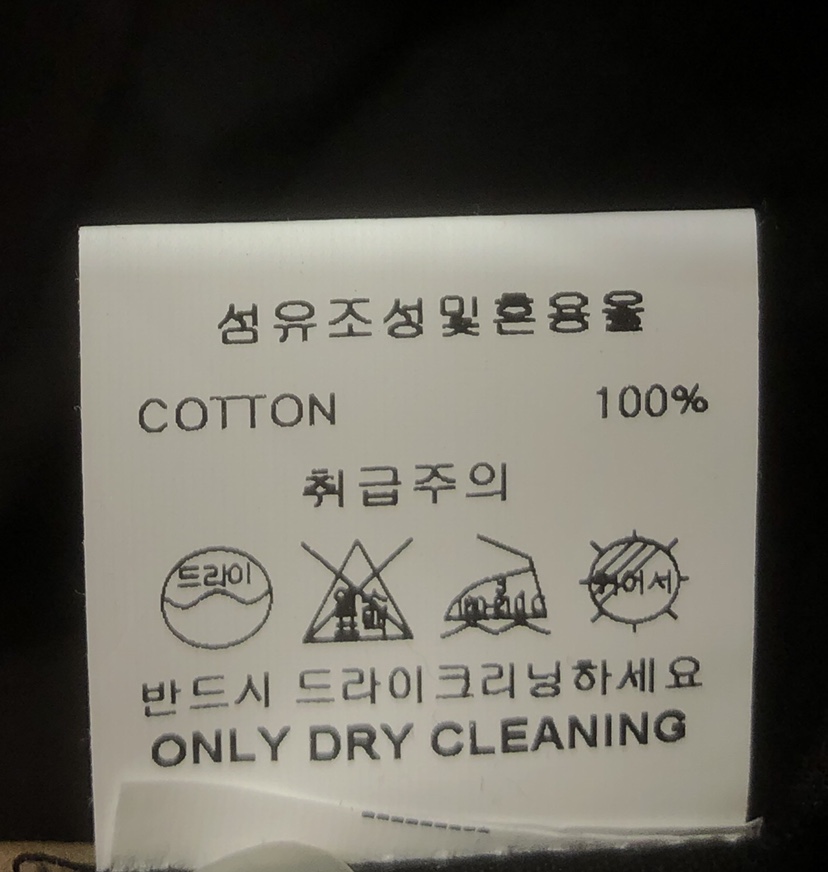 섬유조성및혼용율
COTTON 100%
취급주의
드라이
반드시 드라이크리닝하세요
ONLY DRY CLEANING